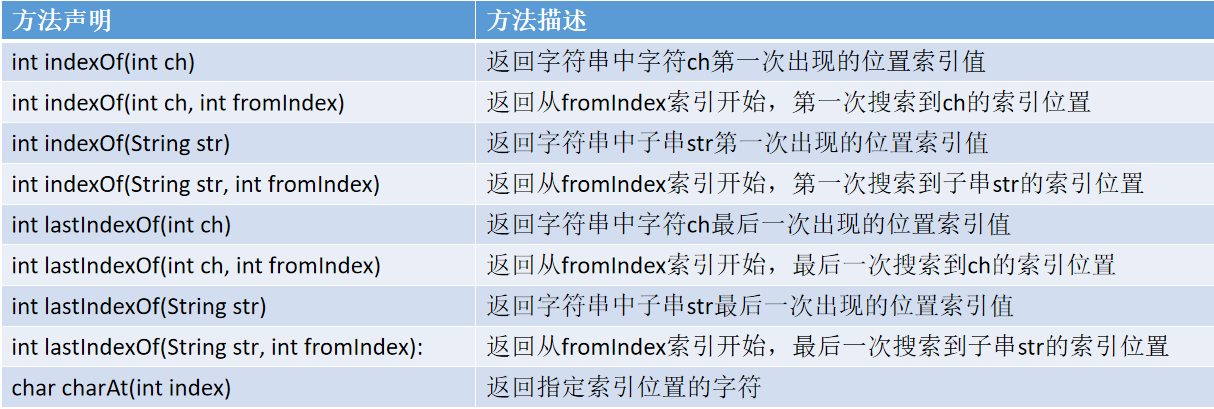 方法声明 方法描述
int indexOf(int ch) 返回字符串中字符ch第一次出现的位置索引值
int indexOf(int ch, int fromIndex) 返回从fromIndex索引开始，第一次搜索到ch的索引位置
int indexOf(String str) 返回字符串中子串str第一次出现的位置索引值
int indexOf(String str, int fromIndex) 返回从fromIndex索引开始，第一次搜索到子串str的索引位置
int lastIndexOf(int ch) 返回字符串中字符ch最后一次出现的位置索引值
int lastIndexOf(int ch, int fromIndex) 返回从fromIndex索引开始，最后一次搜索到ch的索引位置
int lastIndexOf(String str) 返回字符串中子串str最后一次出现的位置索引值
int lastIndexOf(String str, int fromIndex): 返回从fromIndex索引开始，最后一次搜索到子串str的索引位置
char charAt(int index) 返回指定索引位置的字符